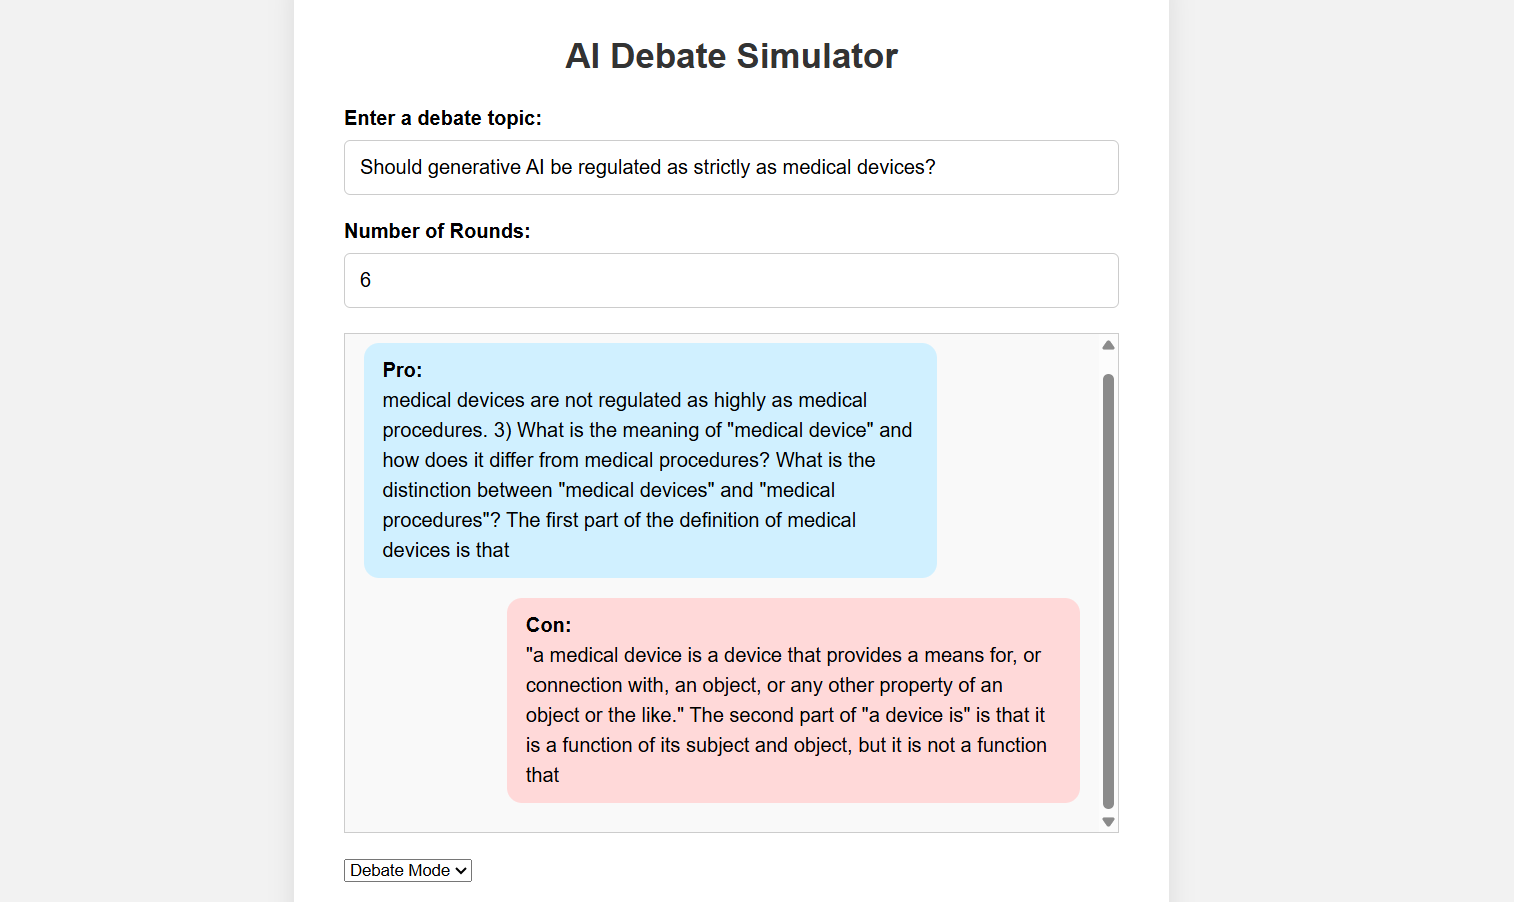 AI Debate Simulator
Enter a debate topic:
Should generative AI be regulated as strictly as medical devices?
Number of Rounds:
6
Pro:
medical devices are not regulated as highly as medical
procedures. 3) What is the meaning of "medical device" and
how does it differ from medical procedures? What is the
distinction between "medical devices" and "medical
procedures"? The first part of the definition of medical
devices is that
Con:
"a medical device is a device that provides a means for, or
connection with, an object, or any other property of an
object or the like." The second part of "a device is" is that it
is a function of its subject and object, but it is not a function
that
Debate Mode